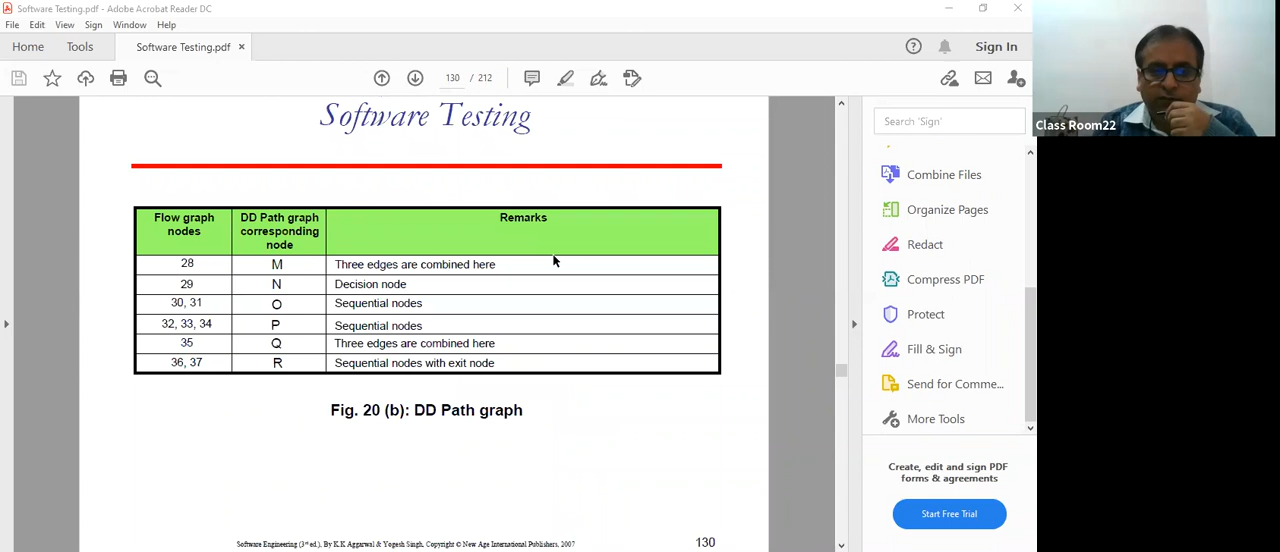 Software Testing.pdf - Adobe Acrobat Reader DC
File Edit View Sign Window Help
Home Tools Software Testing.pdf × Sign In
130 / 212
Software Testing
Flow graph nodes DD Path graph corresponding node Remarks
28 M Three edges are combined here
29 N Decision node
30, 31 O Sequential nodes
32, 33, 34 P Sequential nodes
35 Q Three edges are combined here
36, 37 R Sequential nodes with exit node
Fig. 20 (b): DD Path graph
Software Engineering (3rd ed.), By K.K Aggarwal & Yogesh Singh, Copyright © New Age International Publishers, 2007
130
Search 'Sign'
Combine Files
Organize Pages
Redact
Compress PDF
Protect
Fill & Sign
Send for Comme...
More Tools
Create, edit and sign PDF
forms & agreements
Start Free Trial
Class Room22